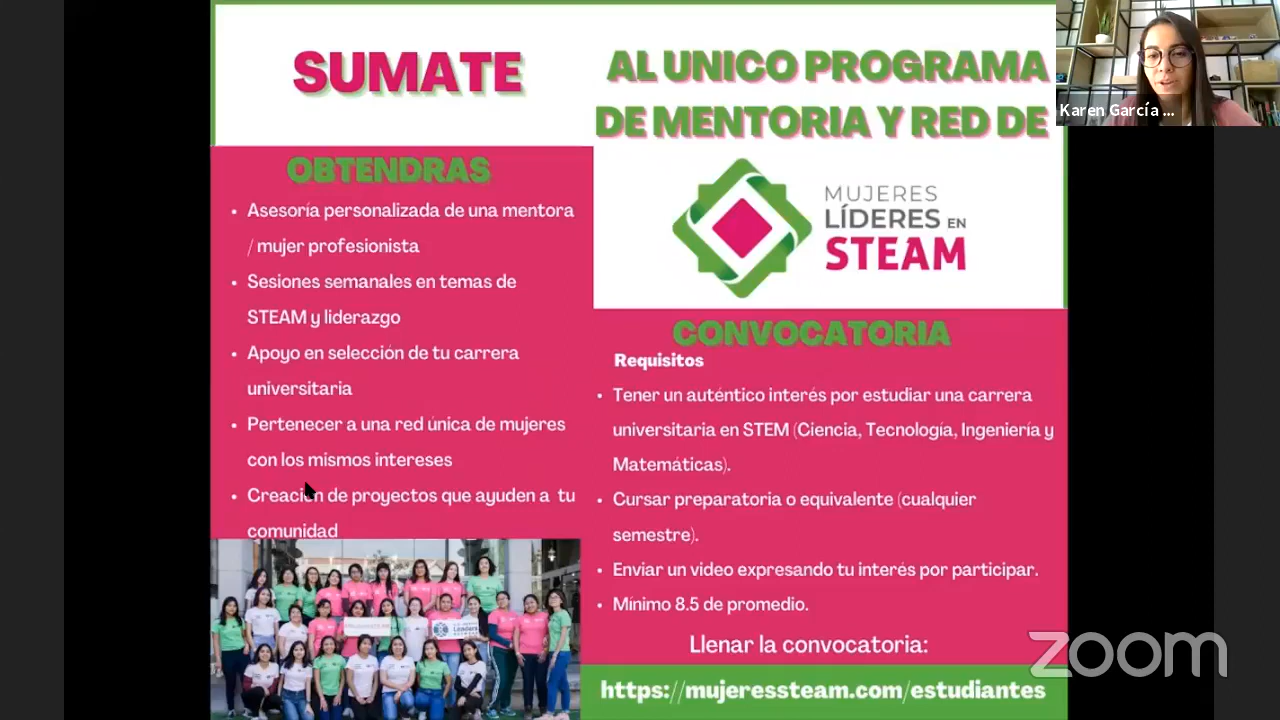 SUMATE
AL UNICO PROGRAMA
DE MENTORIA Y RED DE
MUJERES
LÍDERES EN
STEAM
OBTENDRAS
• Asesoría personalizada de una mentora
/ mujer profesionista
• Sesiones semanales en temas de
STEAM y liderazgo
• Apoyo en selección de tu carrera
universitaria
• Pertenecer a una red única de mujeres
con los mismos intereses
• Creación de proyectos que ayuden a tu
comunidad
CONVOCATORIA
Requisitos
• Tener un auténtico interés por estudiar una carrera
universitaria en STEM (Ciencia, Tecnología, Ingeniería y
Matemáticas).
• Cursar preparatoria o equivalente (cualquier
semestre).
• Enviar un video expresando tu interés por participar.
• Mínimo 8.5 de promedio.
Llenar la convocatoria:
https://mujeressteam.com/estudiantes
Karen García ...
zoom